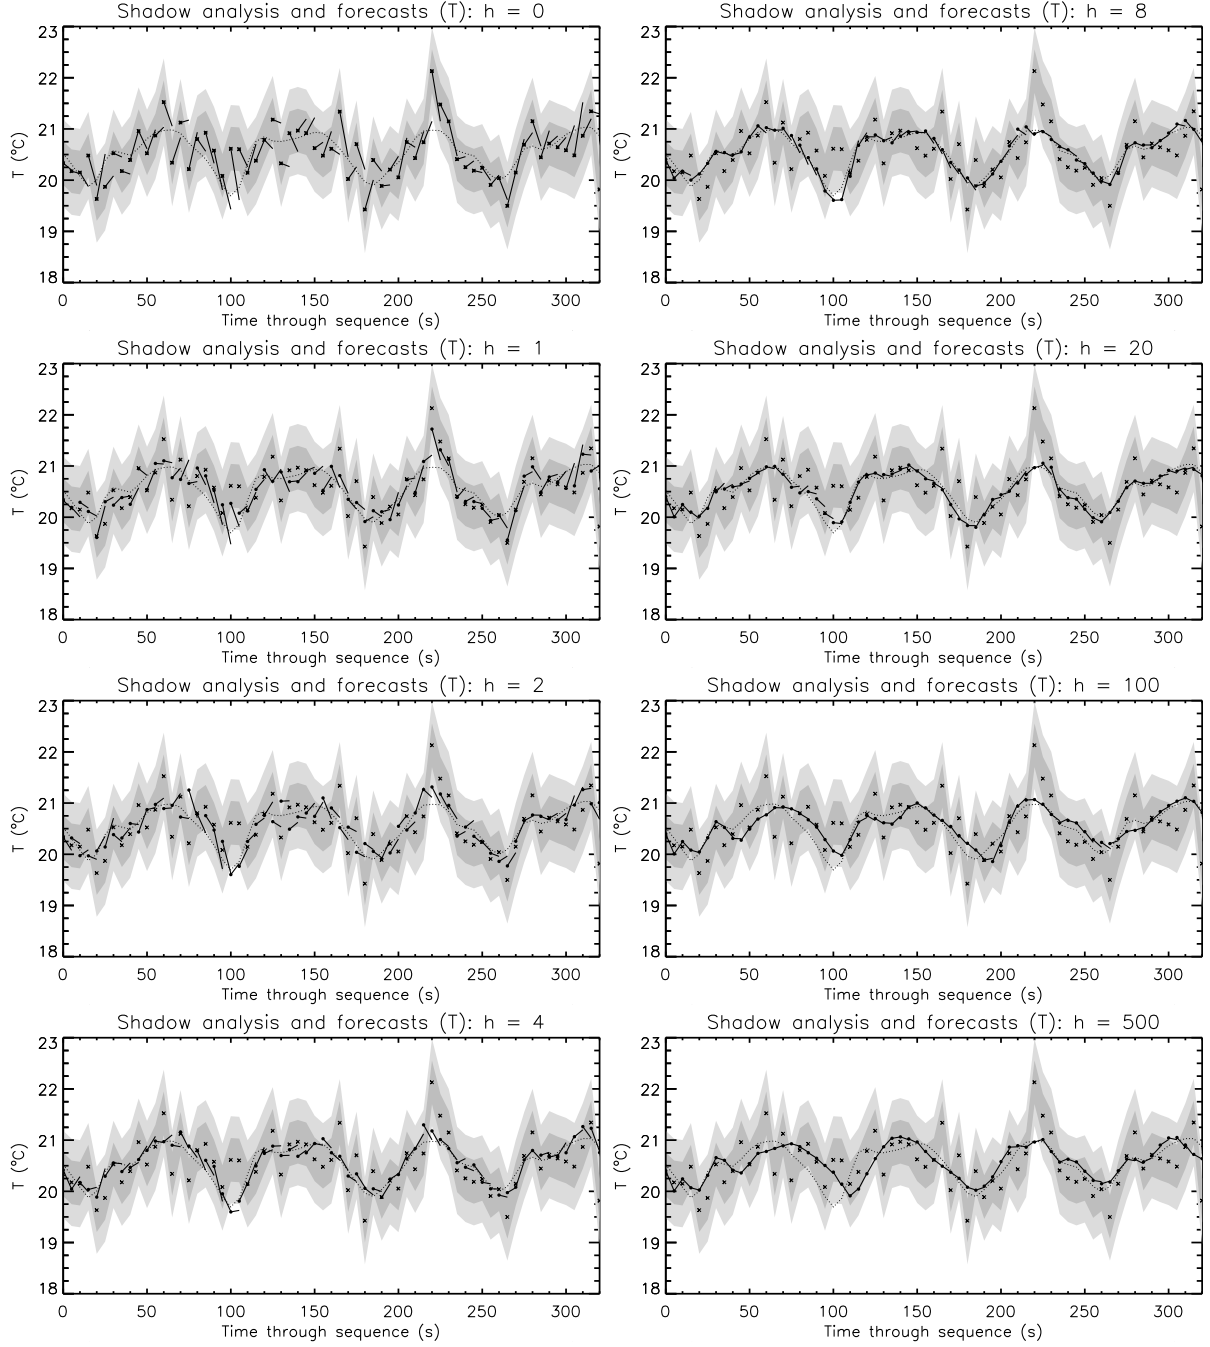 Shadow analysis and forecasts (T): h = 0
23
22
21
20
19
18
T (°C)
0 50 100 150 200 250 300
Time through sequence (s)
Shadow analysis and forecasts (T): h = 8
23
22
21
20
19
18
T (°C)
0 50 100 150 200 250 300
Time through sequence (s)
Shadow analysis and forecasts (T): h = 1
23
22
21
20
19
18
T (°C)
0 50 100 150 200 250 300
Time through sequence (s)
Shadow analysis and forecasts (T): h = 20
23
22
21
20
19
18
T (°C)
0 50 100 150 200 250 300
Time through sequence (s)
Shadow analysis and forecasts (T): h = 2
23
22
21
20
19
18
T (°C)
0 50 100 150 200 250 300
Time through sequence (s)
Shadow analysis and forecasts (T): h = 100
23
22
21
20
19
18
T (°C)
0 50 100 150 200 250 300
Time through sequence (s)
Shadow analysis and forecasts (T): h = 4
23
22
21
20
19
18
T (°C)
0 50 100 150 200 250 300
Time through sequence (s)
Shadow analysis and forecasts (T): h = 500
23
22
21
20
19
18
T (°C)
0 50 100 150 200 250 300
Time through sequence (s)